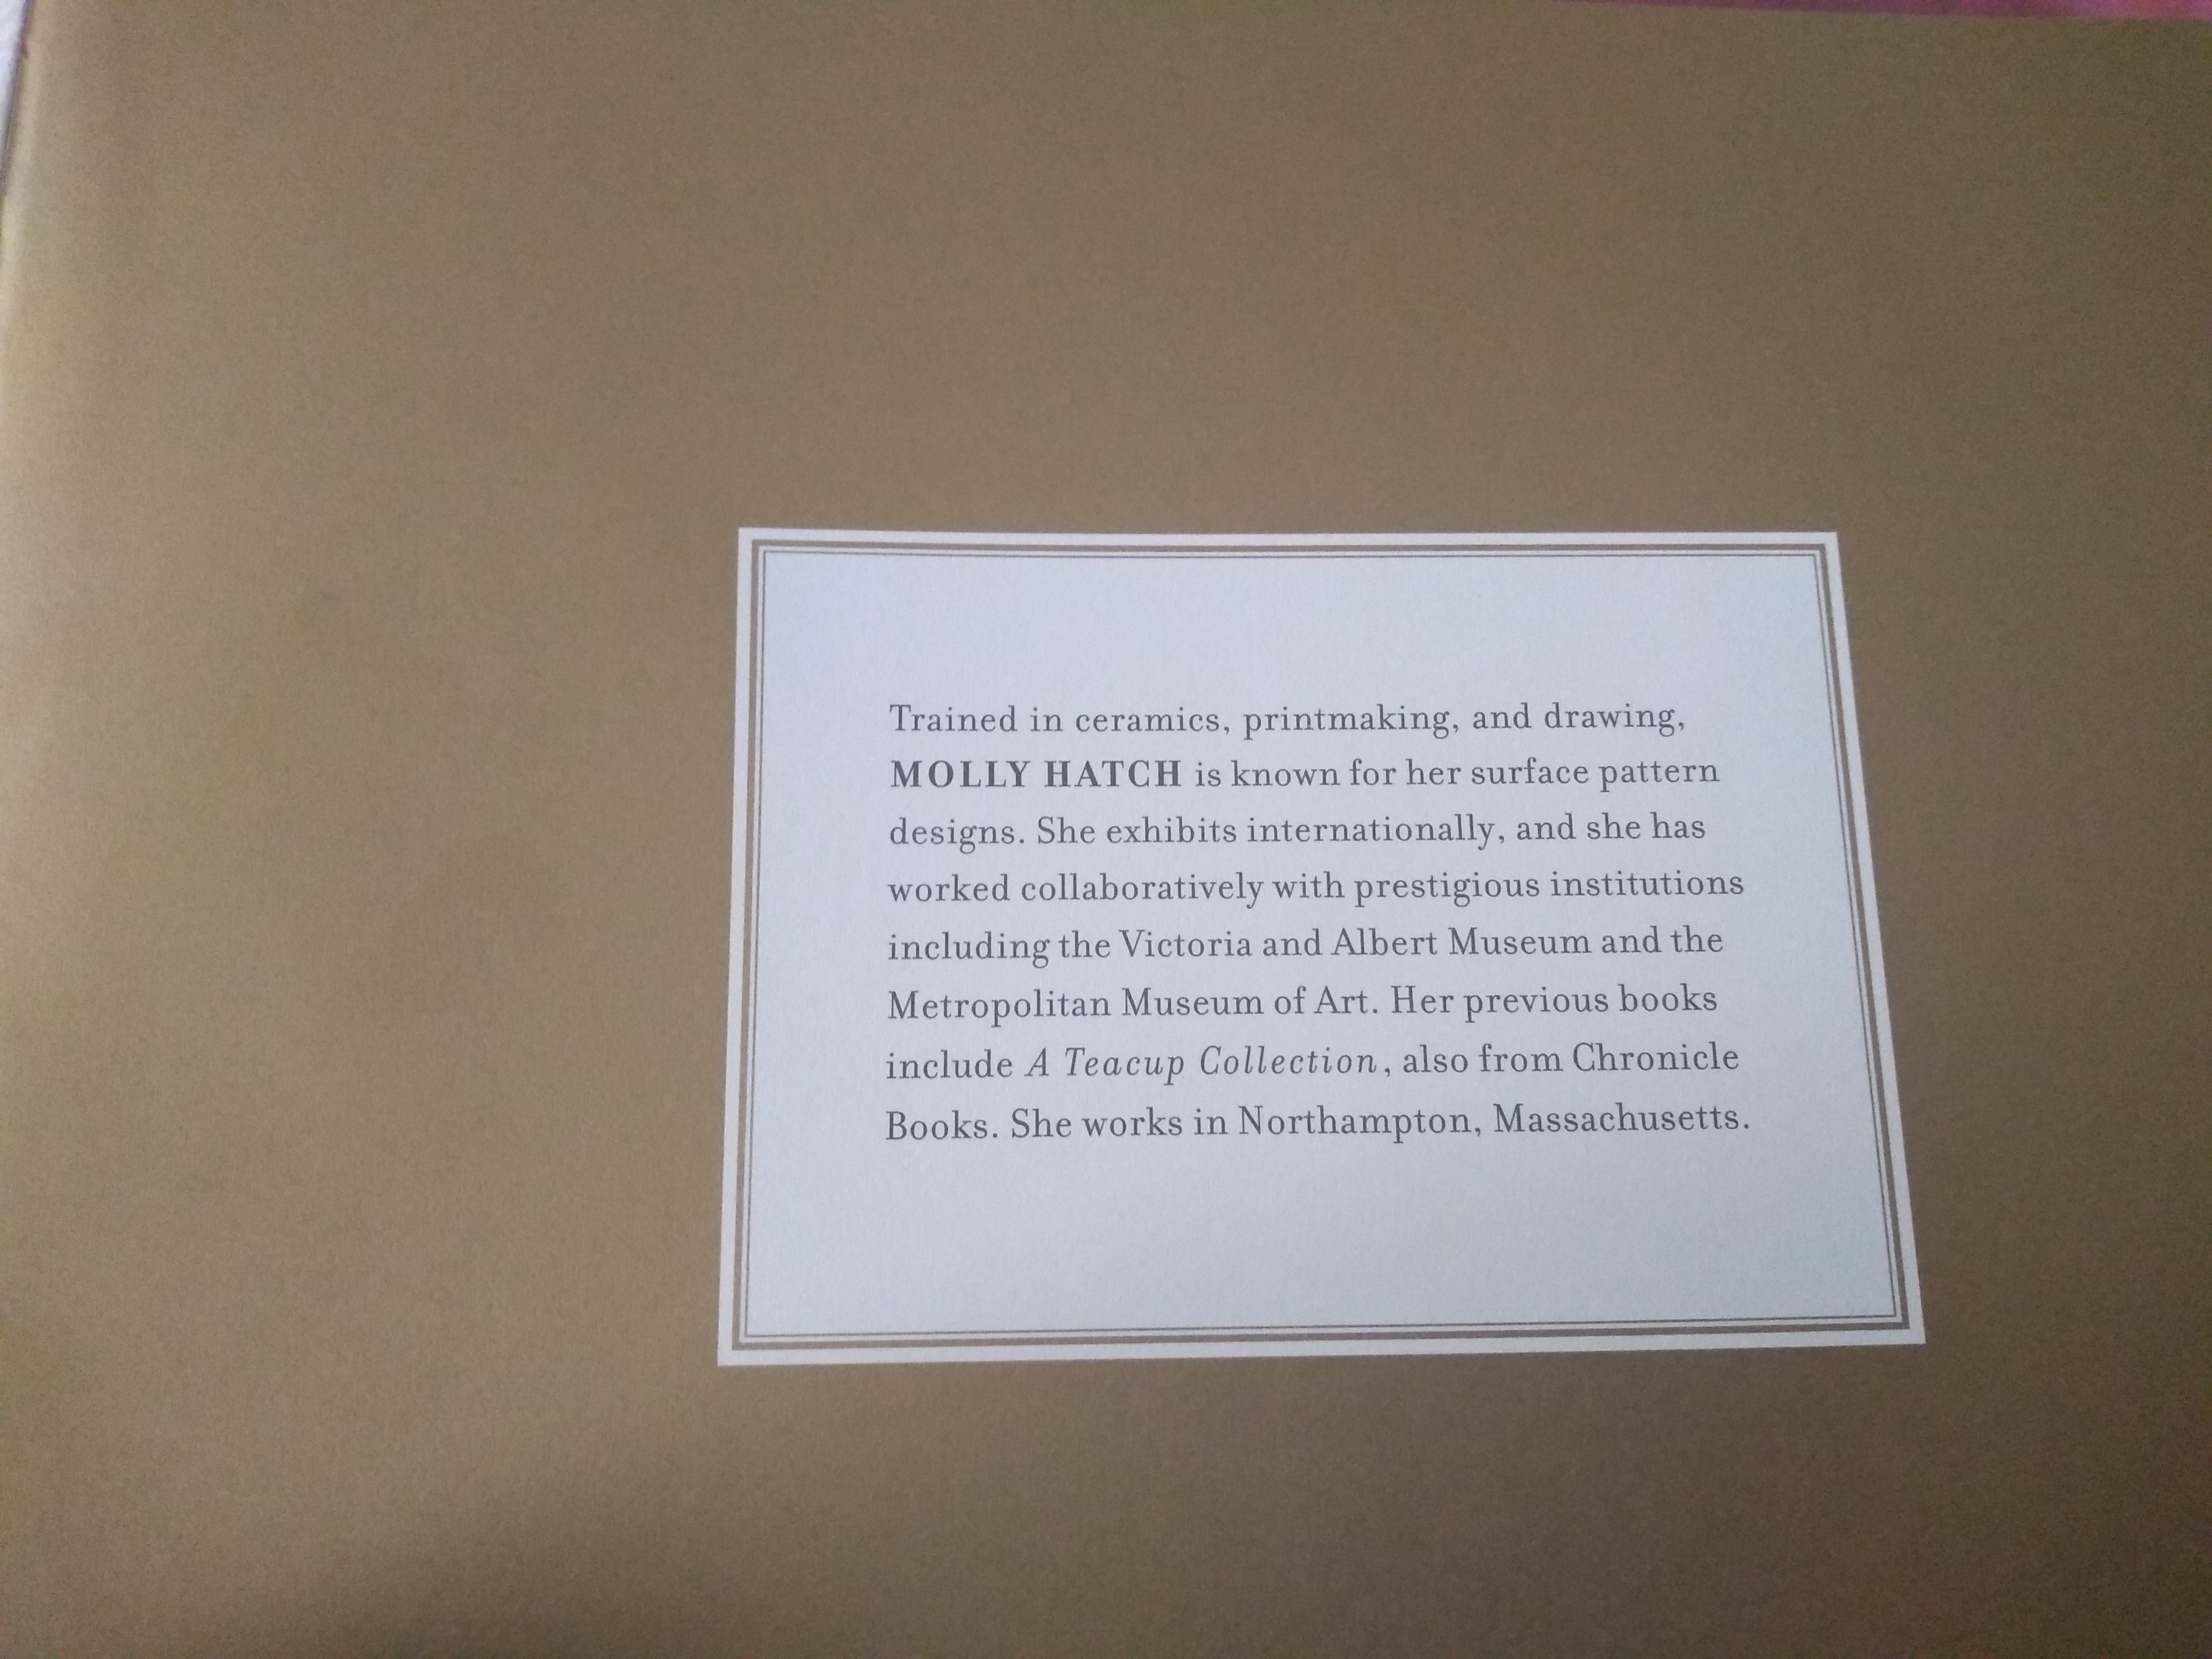 Trained in ceramics, printmaking, and drawing,
MOLLY HATCH is known for her surface pattern
designs. She exhibits internationally, and she has
worked collaboratively with prestigious institutions
including the Victoria and Albert Museum and the
Metropolitan Museum of Art. Her previous books
include A Teacup Collection, also from Chronicle
Books. She works in Northampton, Massachusetts.